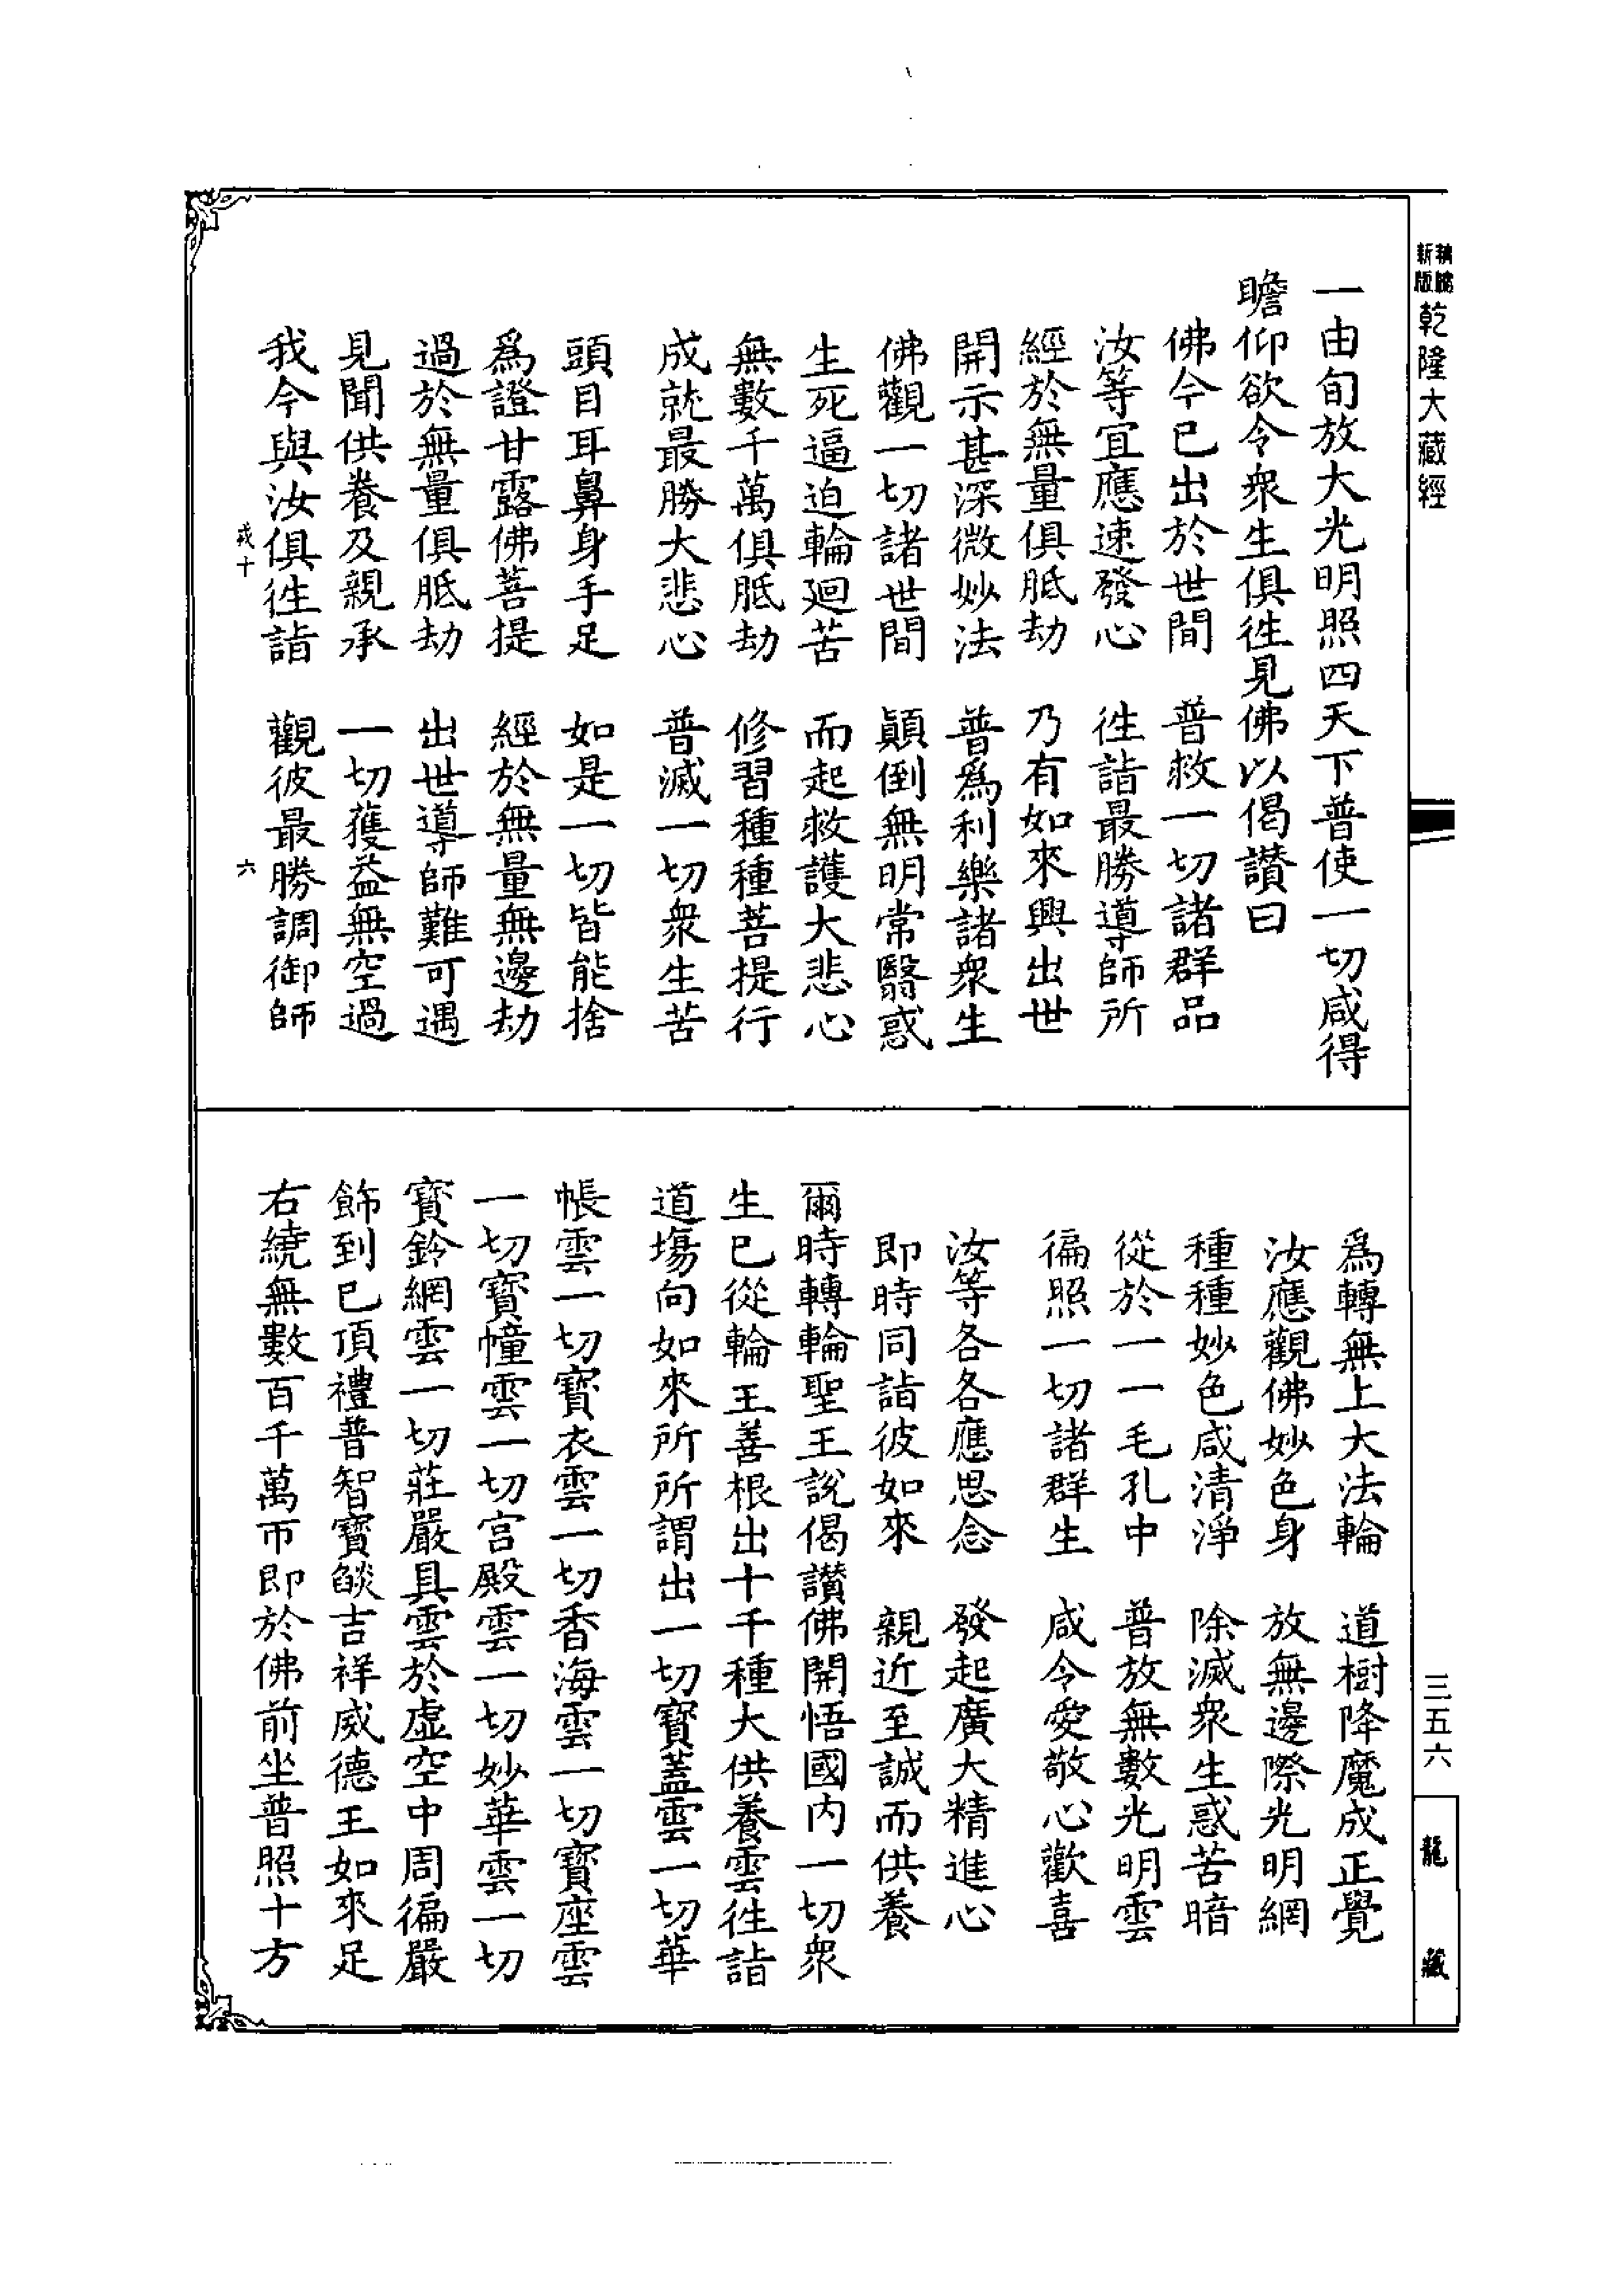 新版
乾隆大藏經
一由旬放大光明照四天下普使一切咸得
瞻仰欲令衆生俱徃見佛以偈讃曰
佛今已出於世間　普救一切諸群品
汝等宜應速發心　徃詣最勝導師所
經於無量俱胝劫　乃有如來興出世
開示甚深微妙法　普爲利樂諸衆生
佛觀一切諸世間　顛倒無明常翳惑
生死逼迫輪迴苦　而起救護大悲心
無數千萬俱胝劫　修習種種菩提行
成就最勝大悲心　普滅一切衆生苦
頭目耳鼻身手足　如是一切皆能捨
爲證甘露佛菩提　經於無量無邊劫
過於無量俱胝劫　出世導師難可遇
見聞供養及親承　一切獲益無空過
我今與汝俱徃詣　觀彼最勝調御師
戎十　六
爲轉無上大法輪　道樹降魔成正覺
汝應觀佛妙色身　放無邊際光明網
種種妙色咸清淨　除滅衆生惑苦暗
從於一一毛孔中　普放無數光明雲
徧照一切諸群生　咸令愛敬心歡喜
汝等各各應思念　發起廣大精進心
即時同詣彼如來　親近至誠而供養
爾時轉輪聖王説偈讃佛開悟國内一切衆
生已從輪王善根出十千種大供養雲徃詣
道場向如來所所謂出一切寳蓋雲一切華
帳雲一切寳衣雲一切香海雲一切寳座雲
一切寳幢雲一切宫殿雲一切妙華雲一切
寳鈴網雲一切莊嚴具雲於虚空中周徧嚴
飾到已頂禮普智寳燄吉祥威德王如來足
右繞無數百千萬帀即於佛前坐普照十方
三五六
龍藏